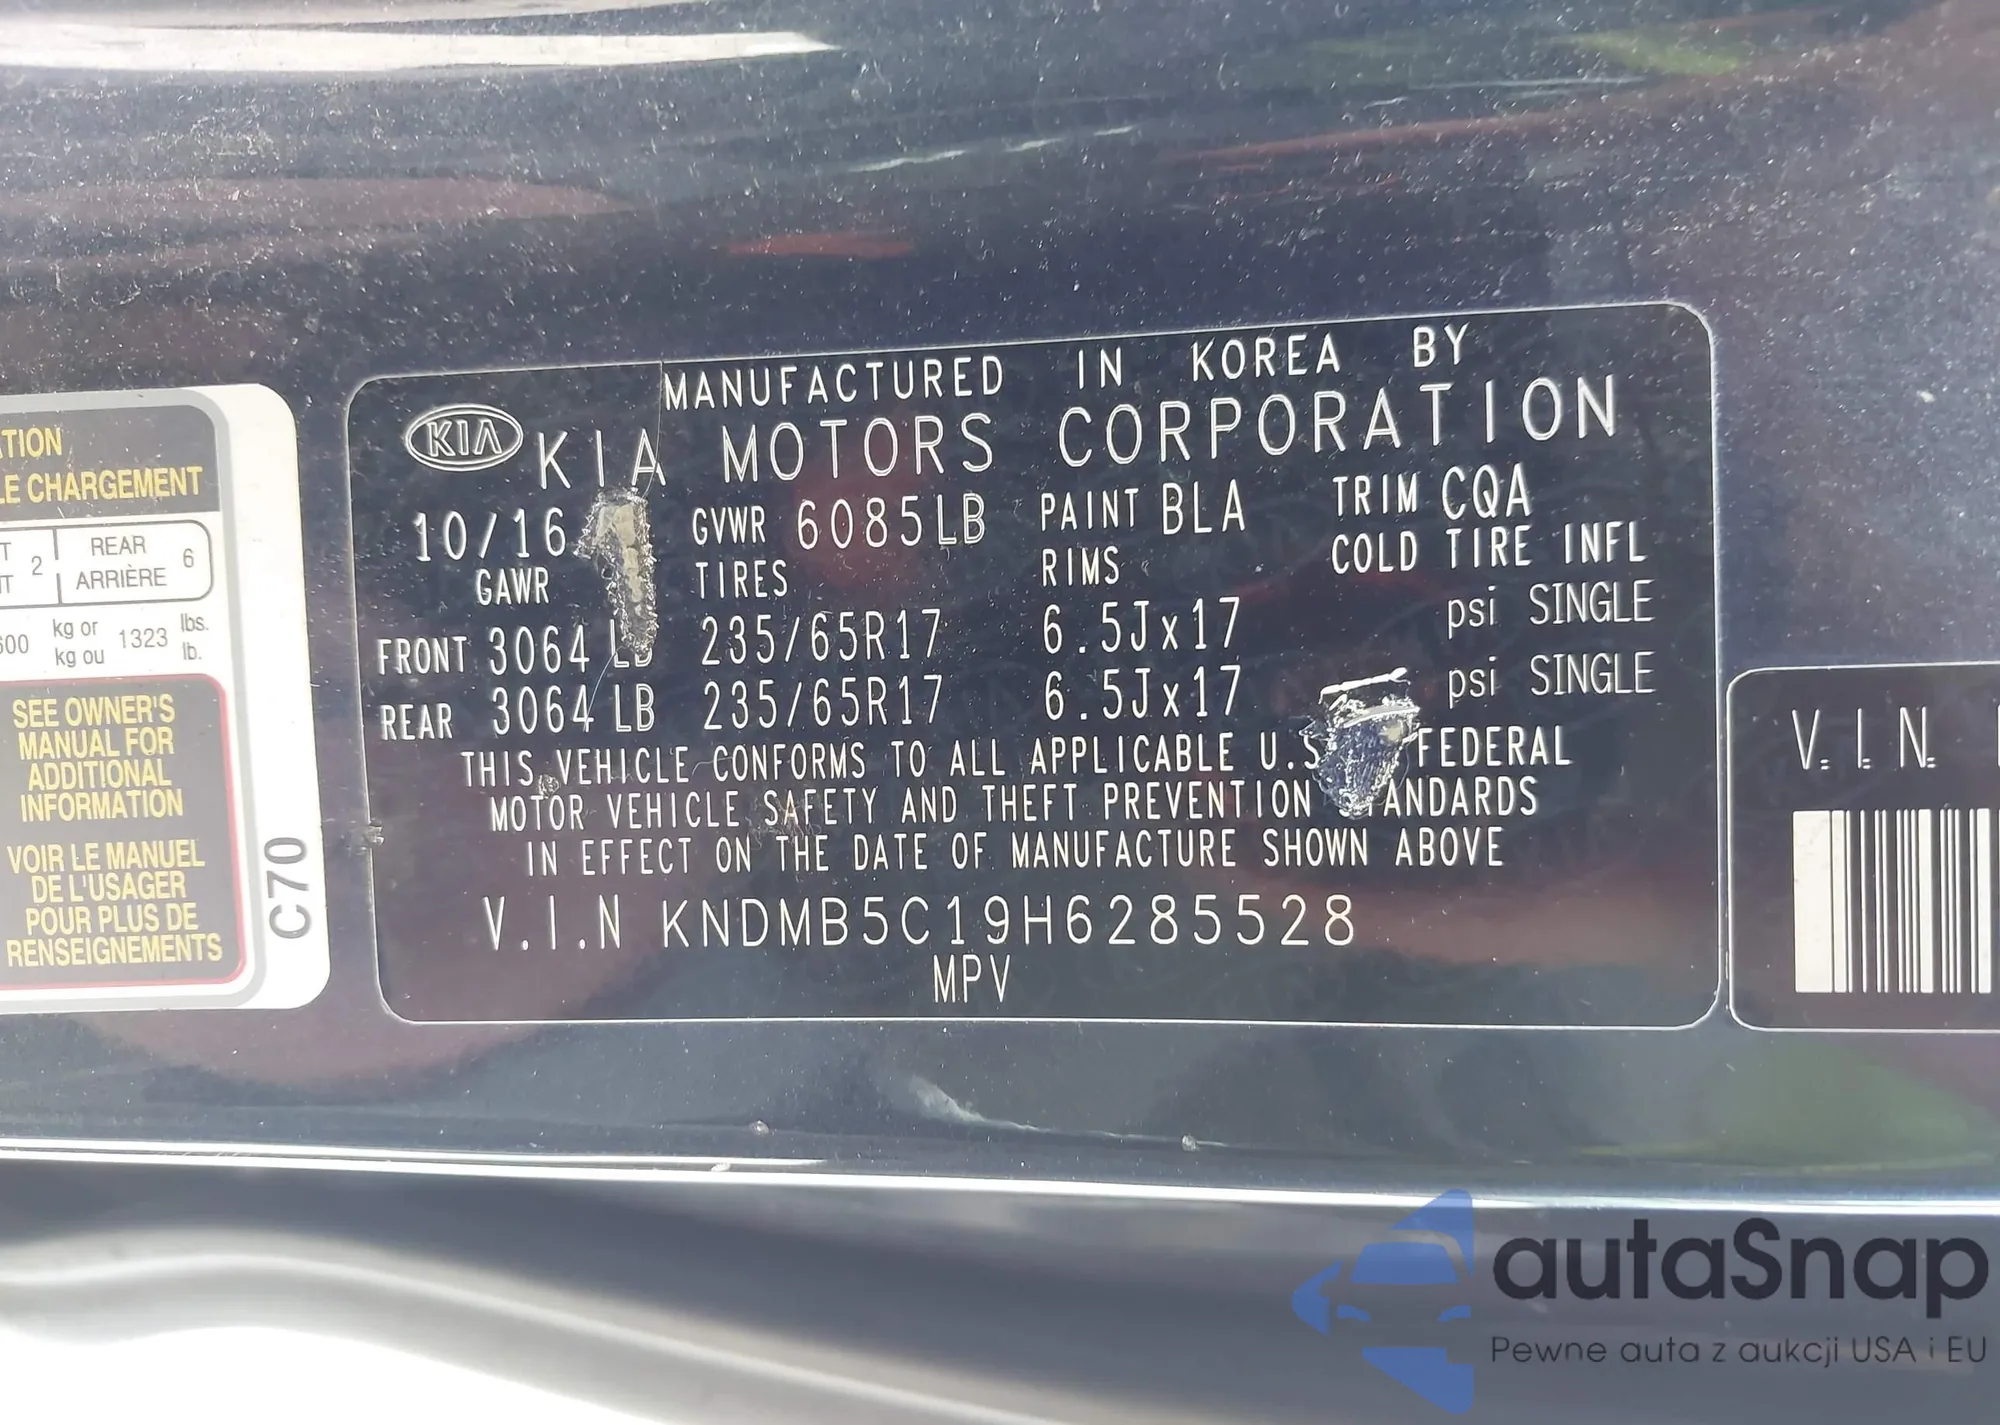 TION
LE CHARGEMENT
2
REAR
ARRIÈRE
6
kg or
kg ou
1323
lbs.
lb.
SEE OWNER'S
MANUAL FOR
ADDITIONAL
INFORMATION
VOIR LE MANUEL
DE L'USAGER
POUR PLUS DE
RENSEIGNEMENTS
C70
MANUFACTURED IN KOREA BY
KIA KIA MOTORS CORPORATION
10/16 GVWR 6085LB PAINT BLA TRIM CQA
GAWR TIRES RIMS COLD TIRE INFL
FRONT 3064 LB 235/65R17 6.5Jx17 psi SINGLE
REAR 3064 LB 235/65R17 6.5Jx17 psi SINGLE
THIS VEHICLE CONFORMS TO ALL APPLICABLE U.S FEDERAL
MOTOR VEHICLE SAFETY AND THEFT PREVENTION STANDARDS
IN EFFECT ON THE DATE OF MANUFACTURE SHOWN ABOVE
V.I.N KNDMB5C19H6285528
MPV
V.I.N.
autaSnap
Pewne auta z aukcji USA i EU